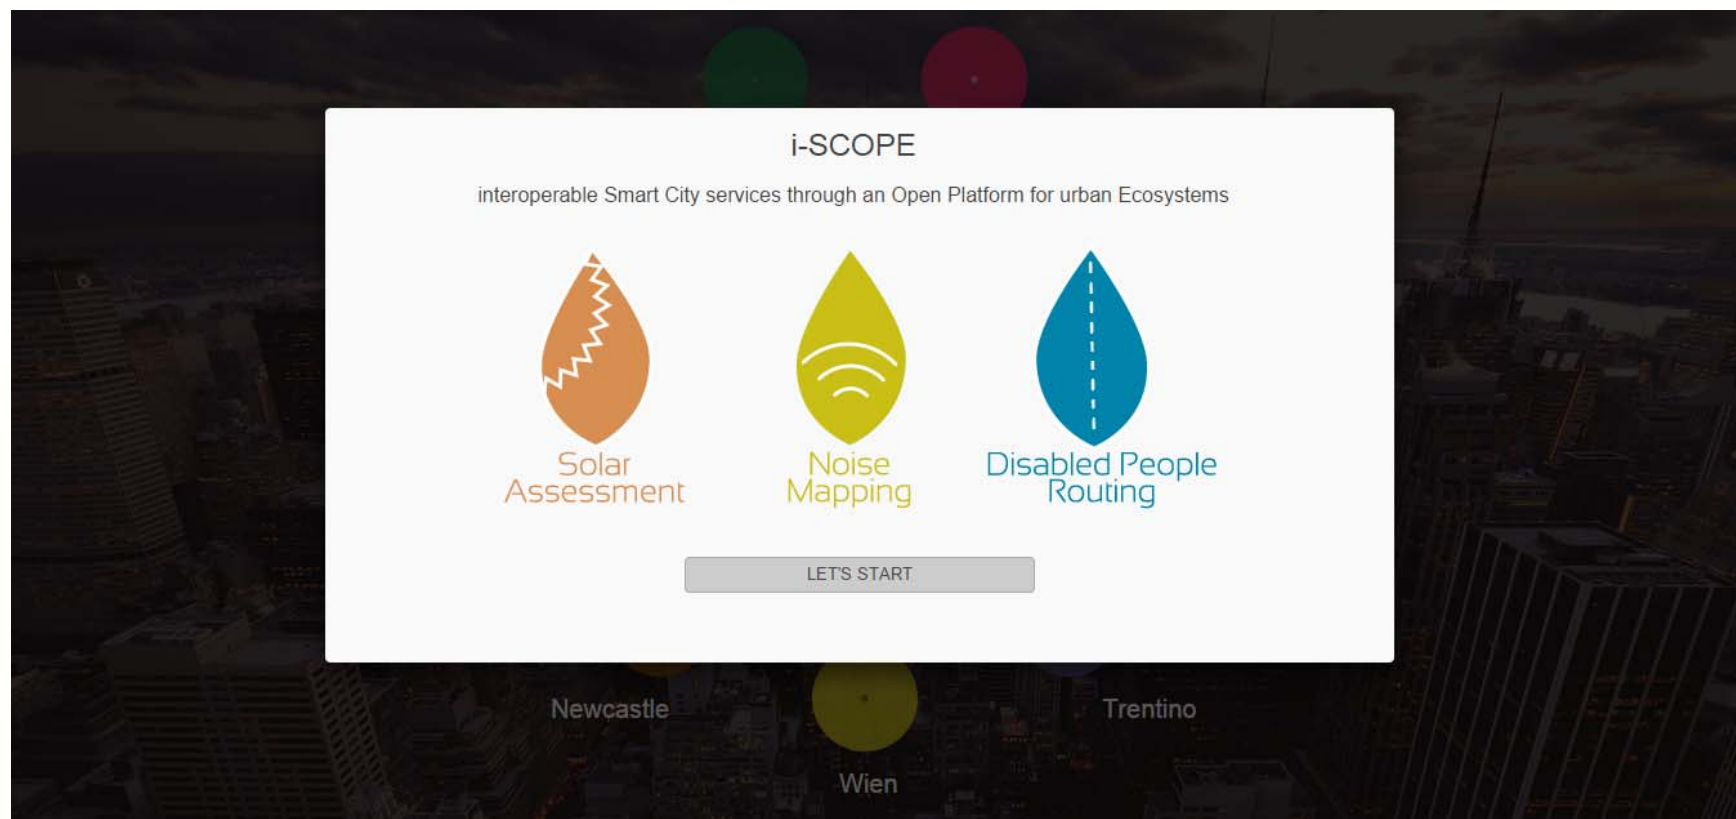 i-SCOPE
interoperable Smart City services through an Open Platform for urban Ecosystems
Solar
Assessment
Noise
Mapping
Disabled People
Routing
LET'S START
Newcastle
Trentino
Wien